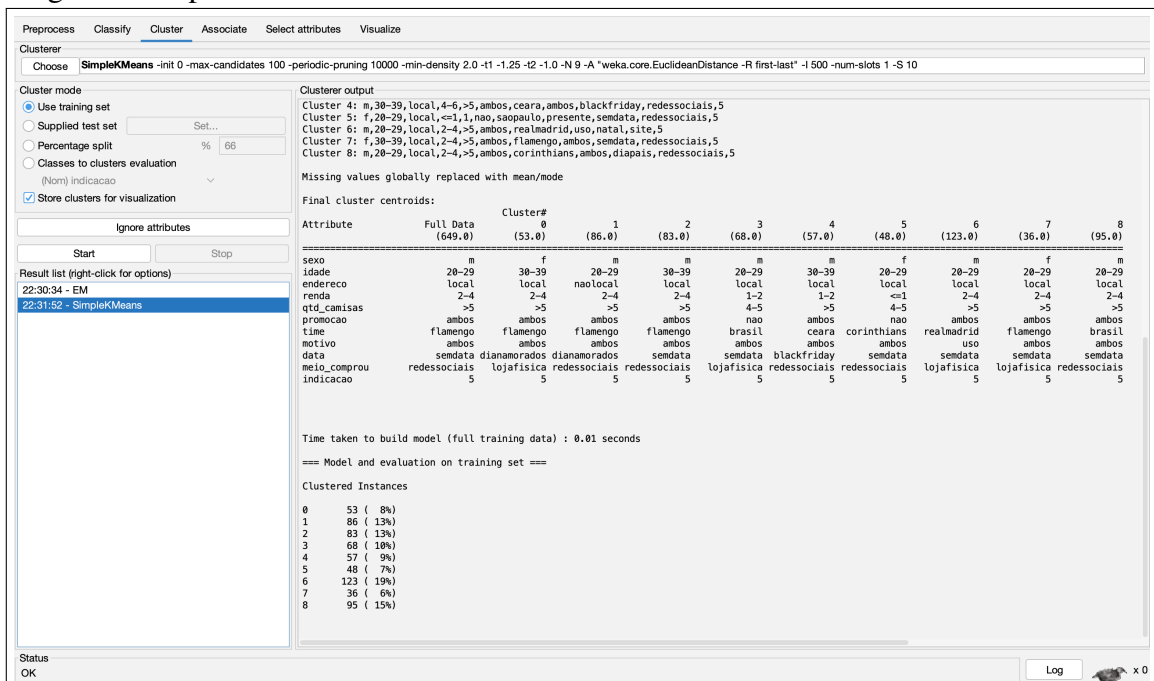 Preprocess Classify Cluster Associate Select attributes Visualize
Clusterer
Choose SimpleKMeans -init 0 -max-candidates 100 -periodic-pruning 10000 -min-density 2.0 -t1 -1.25 -t2 -1.0 -N 9 -A "weka.core.EuclideanDistance -R first-last" -I 500 -num-slots 1 -S 10
Cluster mode
Use training set
Supplied test set Set...
Percentage split % 66
Classes to clusters evaluation
(Nom) indicacao
Store clusters for visualization
Ignore attributes
Start Stop
Result list (right-click for options)
22:30:34 - EM
22:31:52 - SimpleKMeans
Clusterer output
Cluster 4: m,30-39,local,4-6,>5,ambos,ceara,ambos,blackfriday,redessociais,5
Cluster 5: f,20-29,local,<=1,1,nao,saopaulo,presente,semdata,redessociais,5
Cluster 6: m,20-29,local,2-4,>5,ambos,realmadrid,uso,natal,site,5
Cluster 7: f,30-39,local,2-4,>5,ambos,flamengo,ambos,semdata,redessociais,5
Cluster 8: m,20-29,local,2-4,>5,ambos,corinthians,ambos,diapais,redessociais,5
Missing values globally replaced with mean/mode
Final cluster centroids:
Cluster#
Attribute Full Data 0 1 2 3 4 5 6 7 8
(649.0) (53.0) (86.0) (83.0) (68.0) (57.0) (48.0) (123.0) (36.0) (95.0)
sexo m f m m m m f m f m
idade 20-29 30-39 20-29 30-39 20-29 30-39 20-29 20-29 20-29 20-29
endereco local local naolocal local local local local local local local
renda 2-4 2-4 2-4 2-4 1-2 1-2 <=1 2-4 2-4 2-4
qtd_camisas >5 >5 >5 >5 4-5 >5 4-5 >5 >5 >5
promocao ambos ambos ambos ambos nao ambos nao ambos ambos ambos
time flamengo flamengo flamengo flamengo brasil ceara corinthians realmadrid flamengo brasil
motivo ambos ambos ambos ambos ambos ambos ambos uso ambos ambos
data semdata dianamorados dianamorados semdata semdata blackfriday semdata semdata semdata semdata
meio_comprou redessociais lojafisica redessociais redessociais lojafisica redessociais redessociais lojafisica lojafisica redessociais
indicacao 5 5 5 5 5 5 5 5 5 5
Time taken to build model (full training data) : 0.01 seconds
=== Model and evaluation on training set ===
Clustered Instances
0 53 ( 8%)
1 86 ( 13%)
2 83 ( 13%)
3 68 ( 10%)
4 57 ( 9%)
5 48 ( 7%)
6 123 ( 19%)
7 36 ( 6%)
8 95 ( 15%)
Status
OK
Log x 0